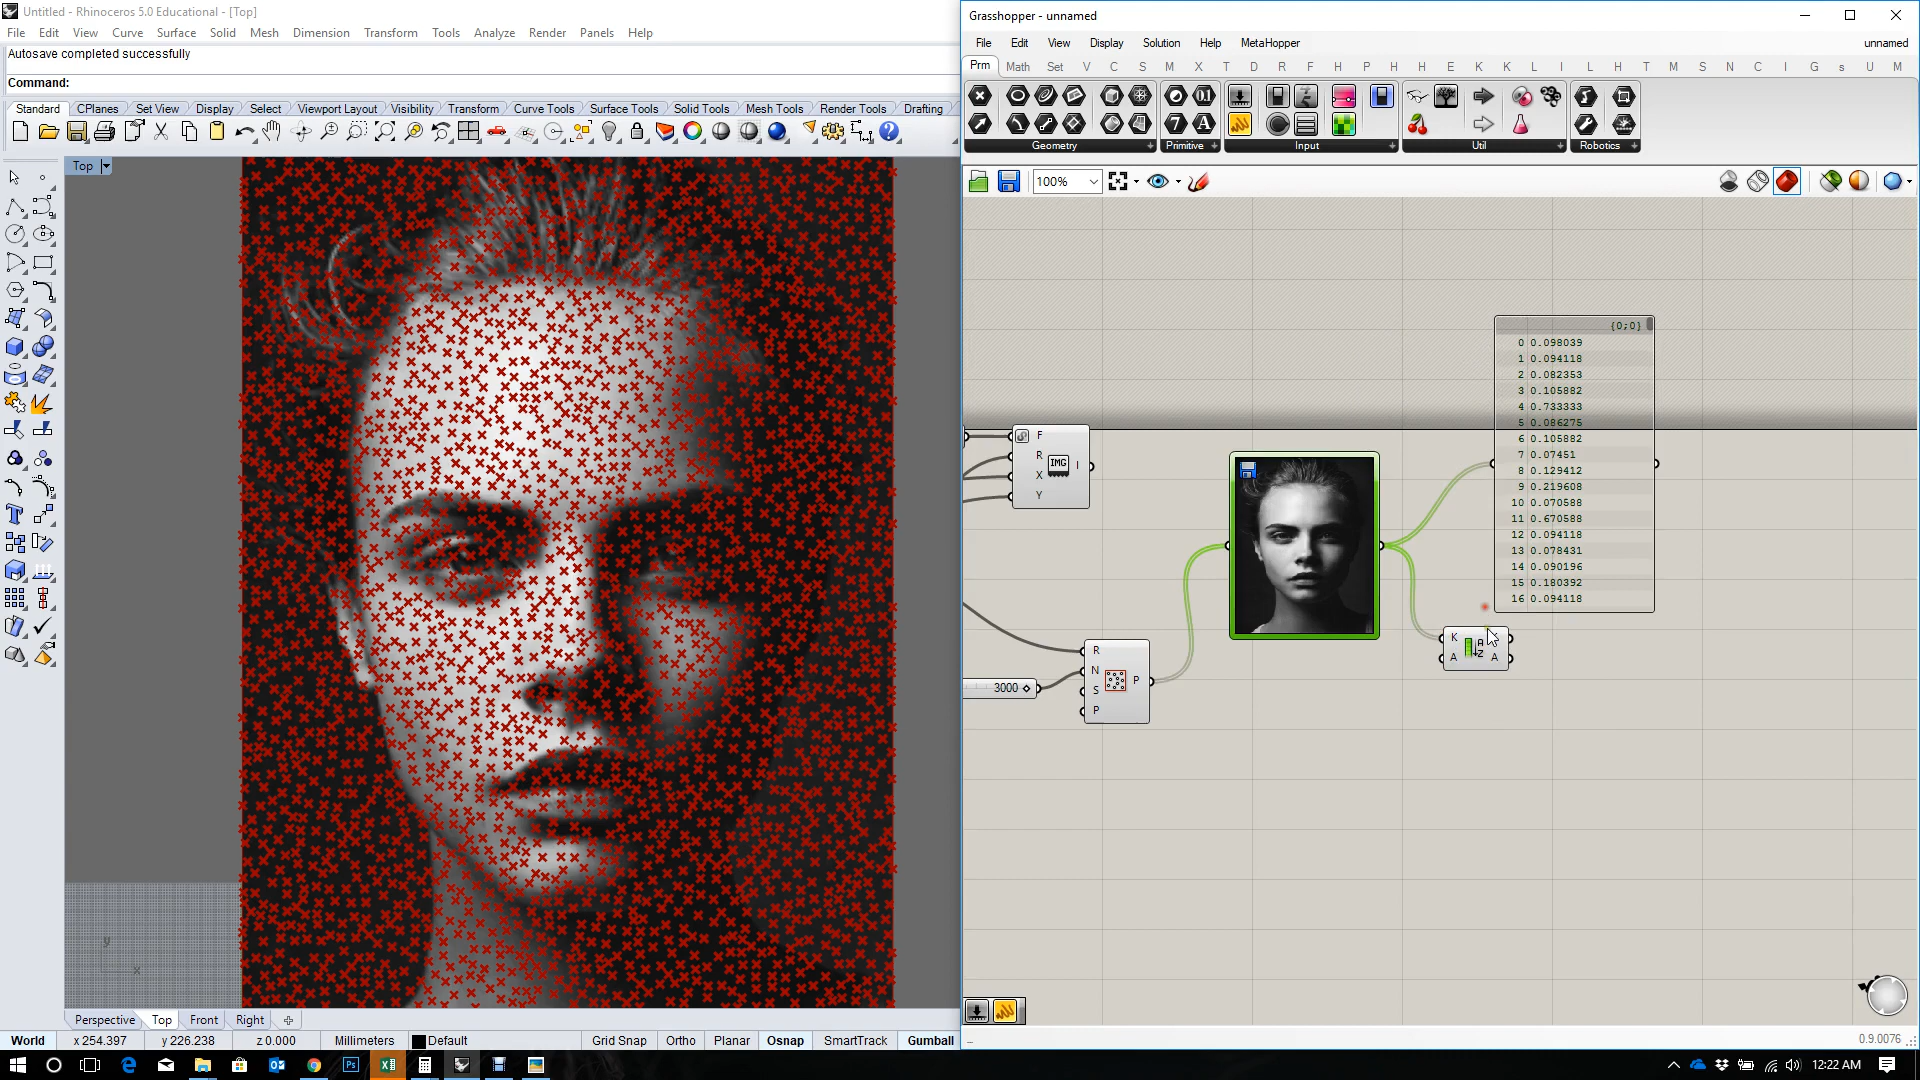 Untitled - Rhinoceros 5.0 Educational - [Top]
File Edit View Curve Surface Solid Mesh Dimension Transform Tools Analyze Render Panels Help
Autosave completed successfully
Command:
Standard CPlanes Set View Display Select Viewport Layout Visibility Transform Curve Tools Surface Tools Solid Tools Mesh Tools Render Tools Drafting
Top
y
x
Perspective Top Front Right
World x 254.397 y 226.238 z 0.000 Millimeters Default Grid Snap Ortho Planar Osnap SmartTrack Gumball
Grasshopper - unnamed
File Edit View Display Solution Help MetaHopper unnamed
Prm Math Set V C S M X T D R F H P H H E K K L I L H T M S N C I G s U M
Geometry Primitive Input Util Robotics
100%
{0;0}
0 0.098039
1 0.094118
2 0.082353
3 0.105882
4 0.733333
5 0.086275
6 0.105882
7 0.07451
8 0.129412
9 0.219608
10 0.070588
11 0.670588
12 0.094118
13 0.078431
14 0.090196
15 0.180392
16 0.094118
F
R
X
Y
IMG
I
K
A
A
Z
A
R
N
S
P
P
3000
0.9.0076
12:22 AM